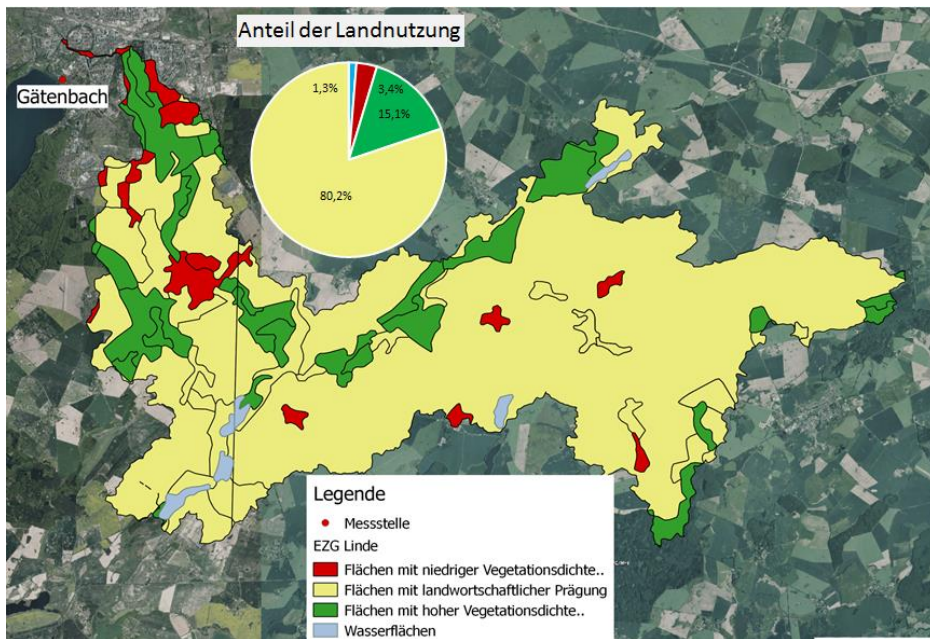 Anteil der Landnutzung
Gätenbach
1,3%
3,4%
15,1%
80,2%
Legende
Messstelle
EZG Linde
Flächen mit niedriger Vegetationsdichte..
Flächen mit landwortschaftlicher Prägung
Flächen mit hoher Vegetationsdichte..
Wasserflächen